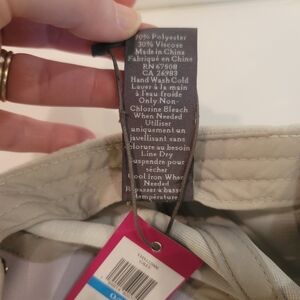 70% Polyester
30% Viscose
Made in China
Fabriqué en Chine
RN 67508
CA 26983
Hand Wash Cold
Laver à la main
à l'eau froide
Only Non-
Chlorine Bleach
When Needed
Utiliser
uniquement un
javellisant sans
chlorure au besoin
Line Dry
Suspendre pour
sécher
Cool Iron When
Needed
Repasser à basse
température